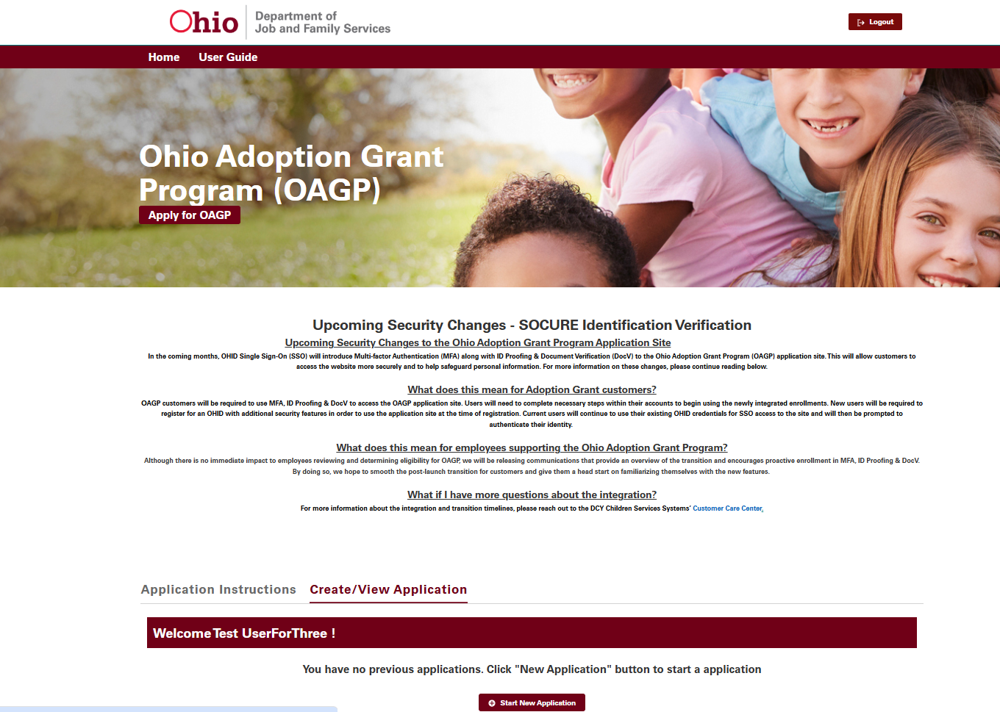 Ohio
Department of
Job and Family Services
Logout
Home
User Guide
Ohio Adoption Grant
Program (OAGP)
Apply for OAGP
Upcoming Security Changes - SOCURE Identification Verification
Upcoming Security Changes to the Ohio Adoption Grant Program Application Site
In the coming months, OHID Single Sign-On (SSO) will introduce Multi-factor Authentication (MFA) along with ID Proofing & Document Verification (DocV) to the Ohio Adoption Grant Program (OAGP) application site. This will allow customers to
access the website more securely and to help safeguard personal information. For more information on these changes, please continue reading below.
What does this mean for Adoption Grant customers?
OAGP customers will be required to use MFA, ID Proofing & DocV to access the OAGP application site. Users will need to complete necessary steps within their accounts to begin using the newly integrated enrollments. New users will be required to
register for an OHID with additional security features in order to use the application site at the time of registration. Current users will continue to use their existing OHID credentials for SSO access to the site and will then be prompted to
authenticate their identity.
What does this mean for employees supporting the Ohio Adoption Grant Program?
Although there is no immediate impact to employees reviewing and determining eligibility for OAGP, we will be releasing communications that provide an overview of the transition and encourages proactive enrollment in MFA, ID Proofing & DocV.
By doing so, we hope to smooth the post-launch transition for customers and give them a head start on familiarizing themselves with the new features.
What if I have more questions about the integration?
For more information about the integration and transition timelines, please reach out to the DCY Children Services Systems' Customer Care Center.
Application Instructions
Create/View Application
Welcome Test UserForThree !
You have no previous applications. Click "New Application" button to start a application
Start New Application